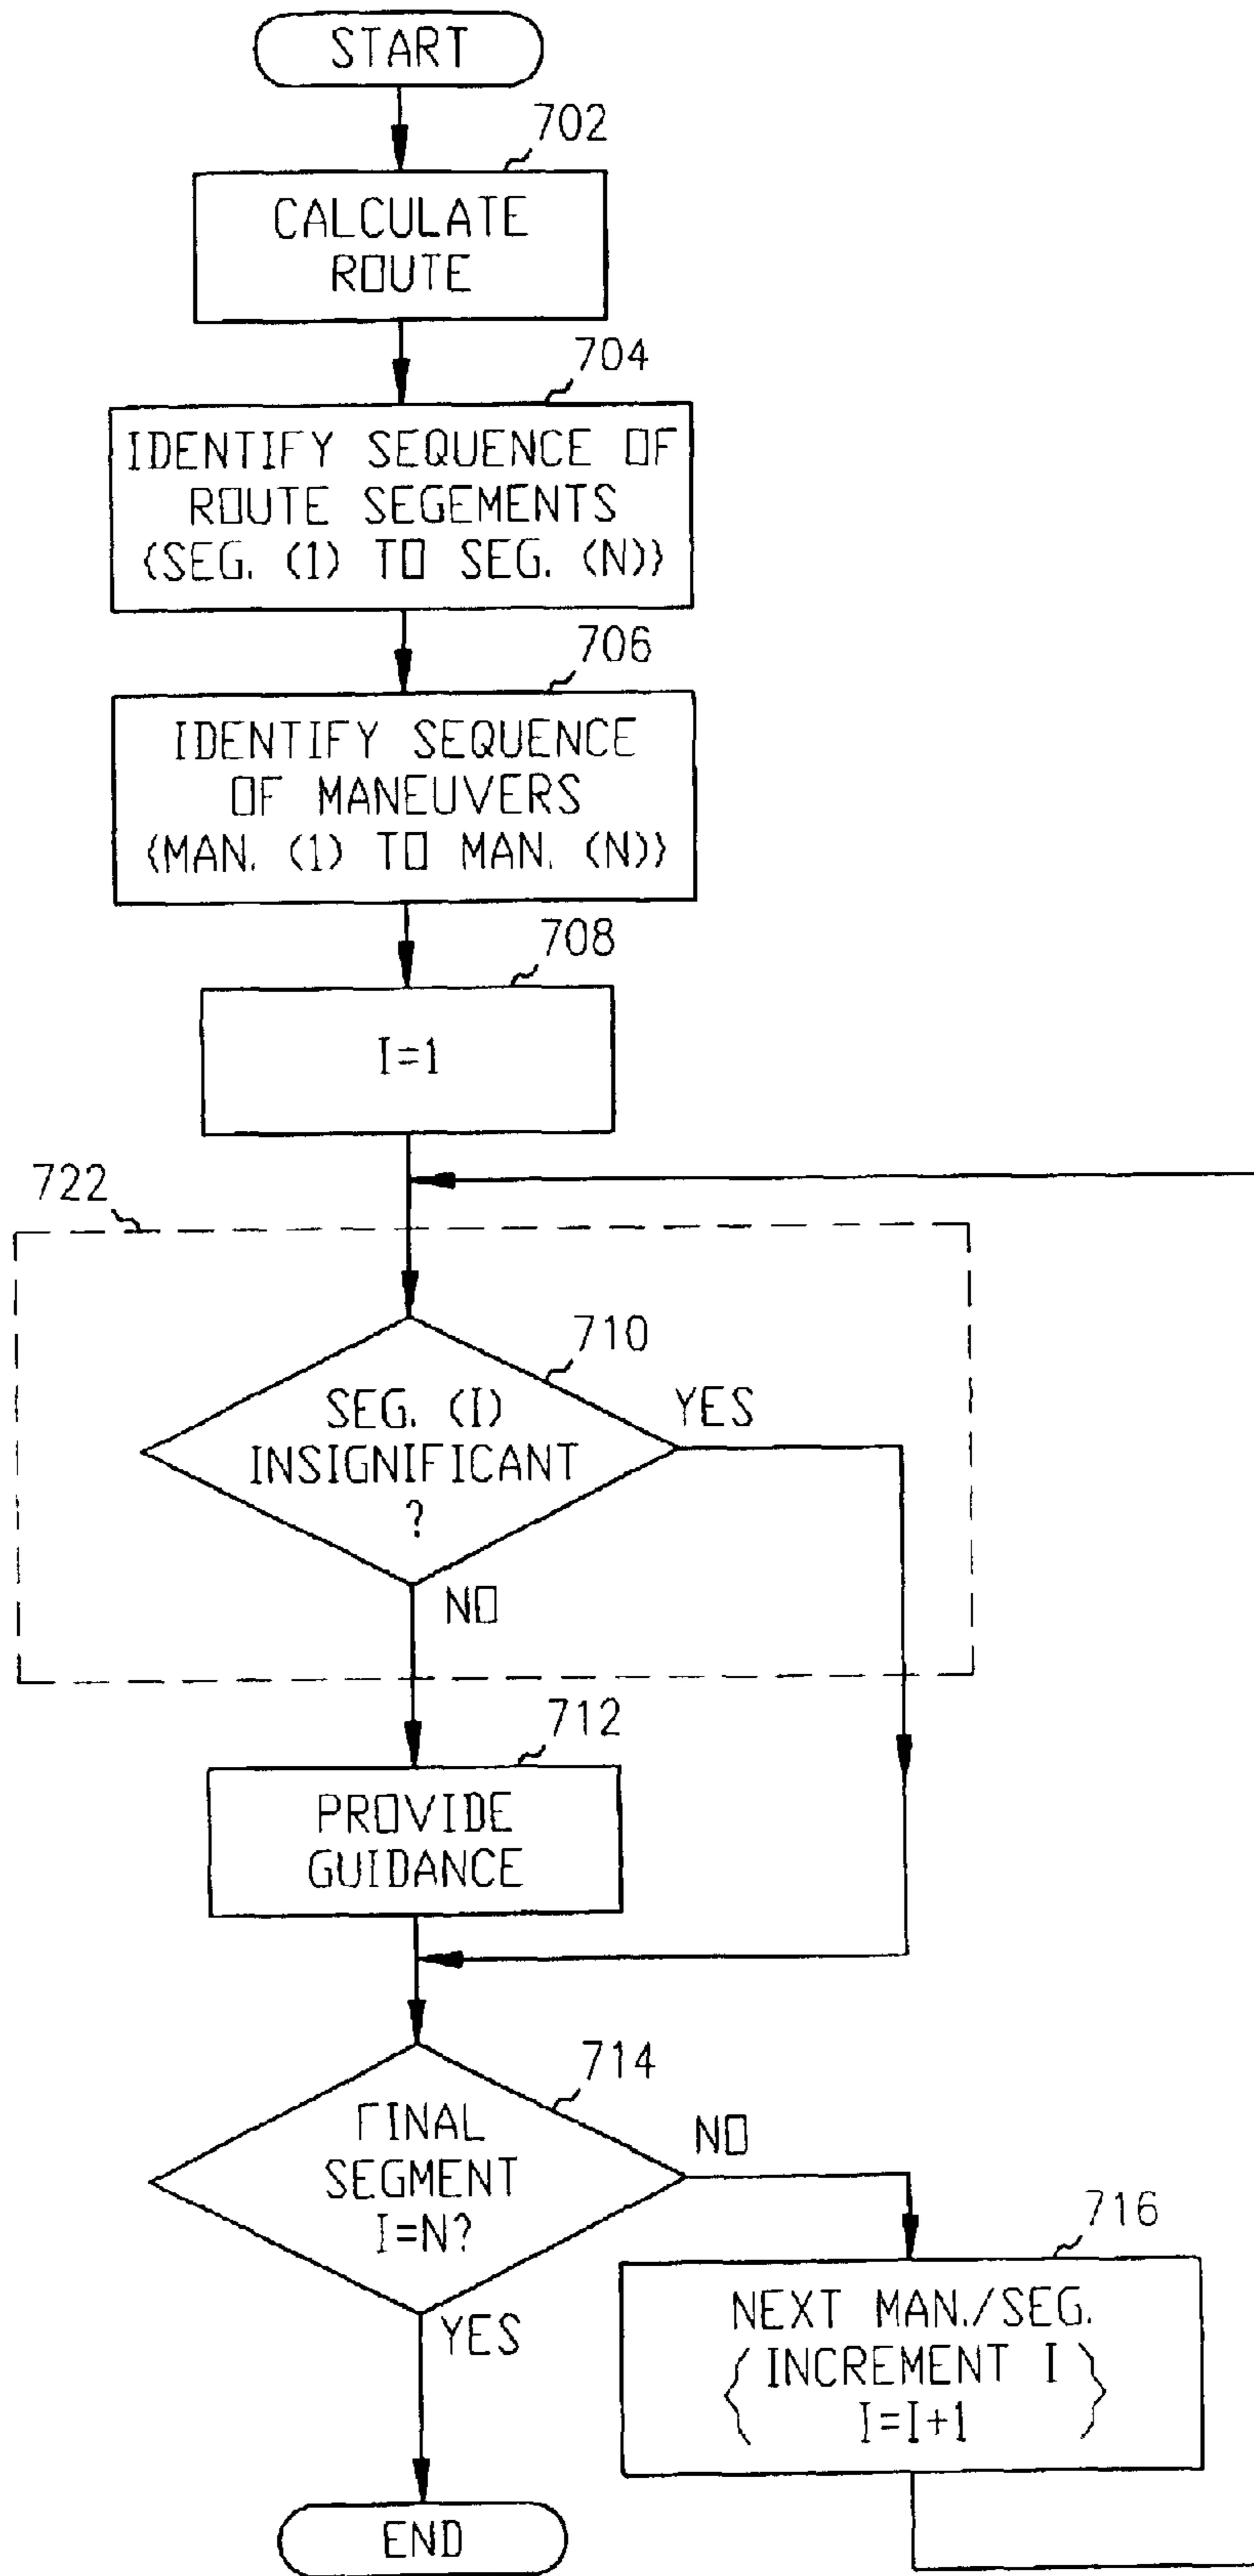 START
702
CALCULATE
ROUTE
704
IDENTIFY SEQUENCE OF
ROUTE SEGEMENTS
{SEG. (1) TO SEG. (N)}
706
IDENTIFY SEQUENCE
OF MANEUVERS
{MAN. (1) TO MAN. (N)}
708
I=1
722
710
SEG. (I)
INSIGNIFICANT
?
YES
NO
712
PROVIDE
GUIDANCE
714
FINAL
SEGMENT
I=N?
NO
YES
716
NEXT MAN./SEG.
{INCREMENT I
I=I+1}
END